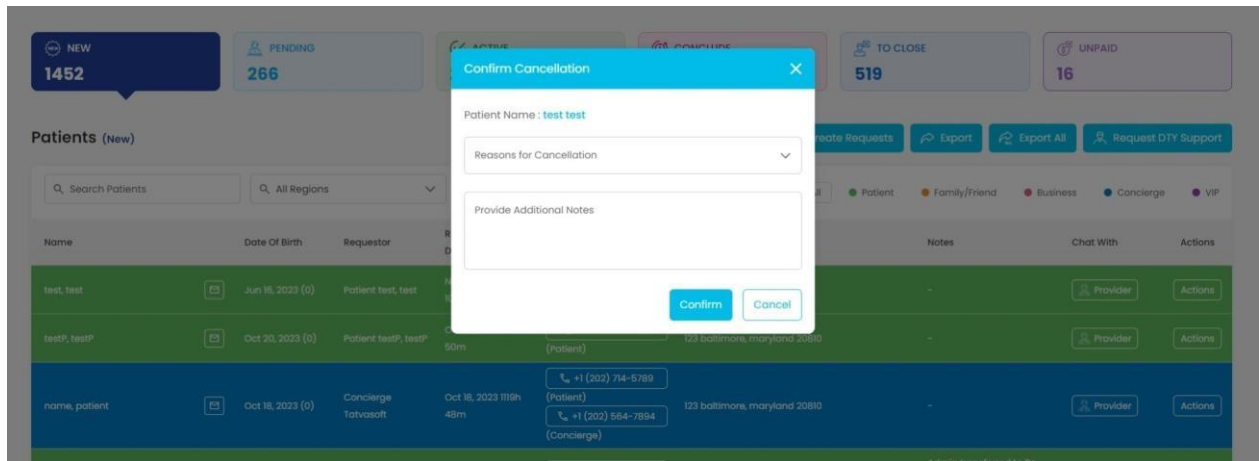 NEW
1452
PENDING
266
ACTIVE
CONCLUDE
TO CLOSE
519
UNPAID
16
Confirm Cancellation
Patient Name : test test
Reasons for Cancellation
Provide Additional Notes
Confirm
Cancel
Patients (New)
Create Requests
Export
Export All
Request DTY Support
Search Patients
All Regions
Patient
Family/Friend
Business
Concierge
VIP
Name
Date Of Birth
Requestor
Notes
Chat With
Actions
test, test
Jun 16, 2023 (0)
Patient test, test
-
Provider
Actions
testP, testP
Oct 20, 2023 (0)
Patient testP, testP
50m
(Patient)
123 baltimore, maryland 20810
-
Provider
Actions
name, patient
Oct 18, 2023 (0)
Concierge
Tatvasoft
Oct 18, 2023 1119h
48m
+1 (202) 714-5789
(Patient)
+1 (202) 564-7894
(Concierge)
123 baltimore, maryland 20810
-
Provider
Actions